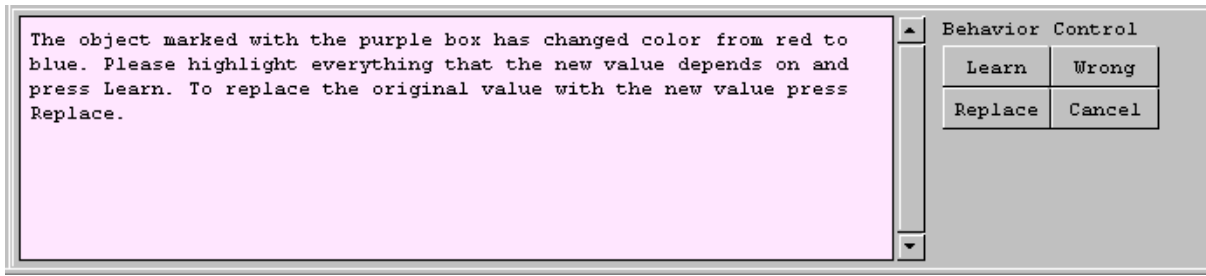 The object marked with the purple box has changed color from red to
blue. Please highlight everything that the new value depends on and
press Learn. To replace the original value with the new value press
Replace.
Behavior Control
Learn Wrong
Replace Cancel